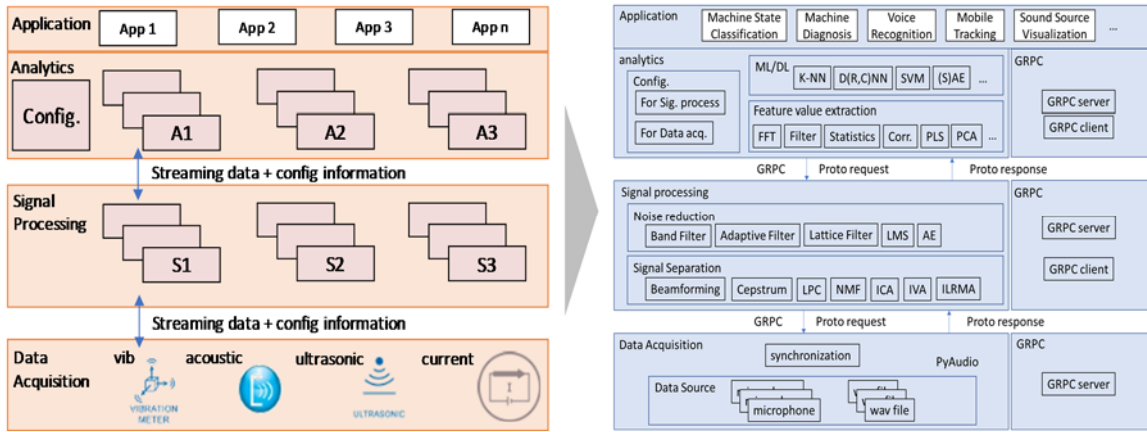 Application
App 1
App 2
App 3
App n
Analytics
Config.
A1
A2
A3
Streaming data + config information
Signal
Processing
S1
S2
S3
Streaming data + config information
Data
Acquisition
vib
acoustic
ultrasonic
current
VIBRATION
METER
ULTRASONIC
I
Application
Machine State
Classification
Machine
Diagnosis
Voice
Recognition
Mobile
Tracking
Sound Source
Visualization
...
analytics
Config.
For Sig. process
For Data acq.
ML/DL
K-NN
D(R,C)NN
SVM
(S)AE
...
Feature value extraction
FFT
Filter
Statistics
Corr.
PLS
PCA
...
GRPC
GRPC server
GRPC client
GRPC
Proto request
Proto response
Signal processing
Noise reduction
Band Filter
Adaptive Filter
Lattice Filter
LMS
AE
Signal Separation
Beamforming
Cepstrum
LPC
NMF
ICA
IVA
ILRMA
GRPC
GRPC server
GRPC client
GRPC
Proto request
Proto response
Data Acquisition
synchronization
PyAudio
Data Source
microphone
wav file
GRPC
GRPC server